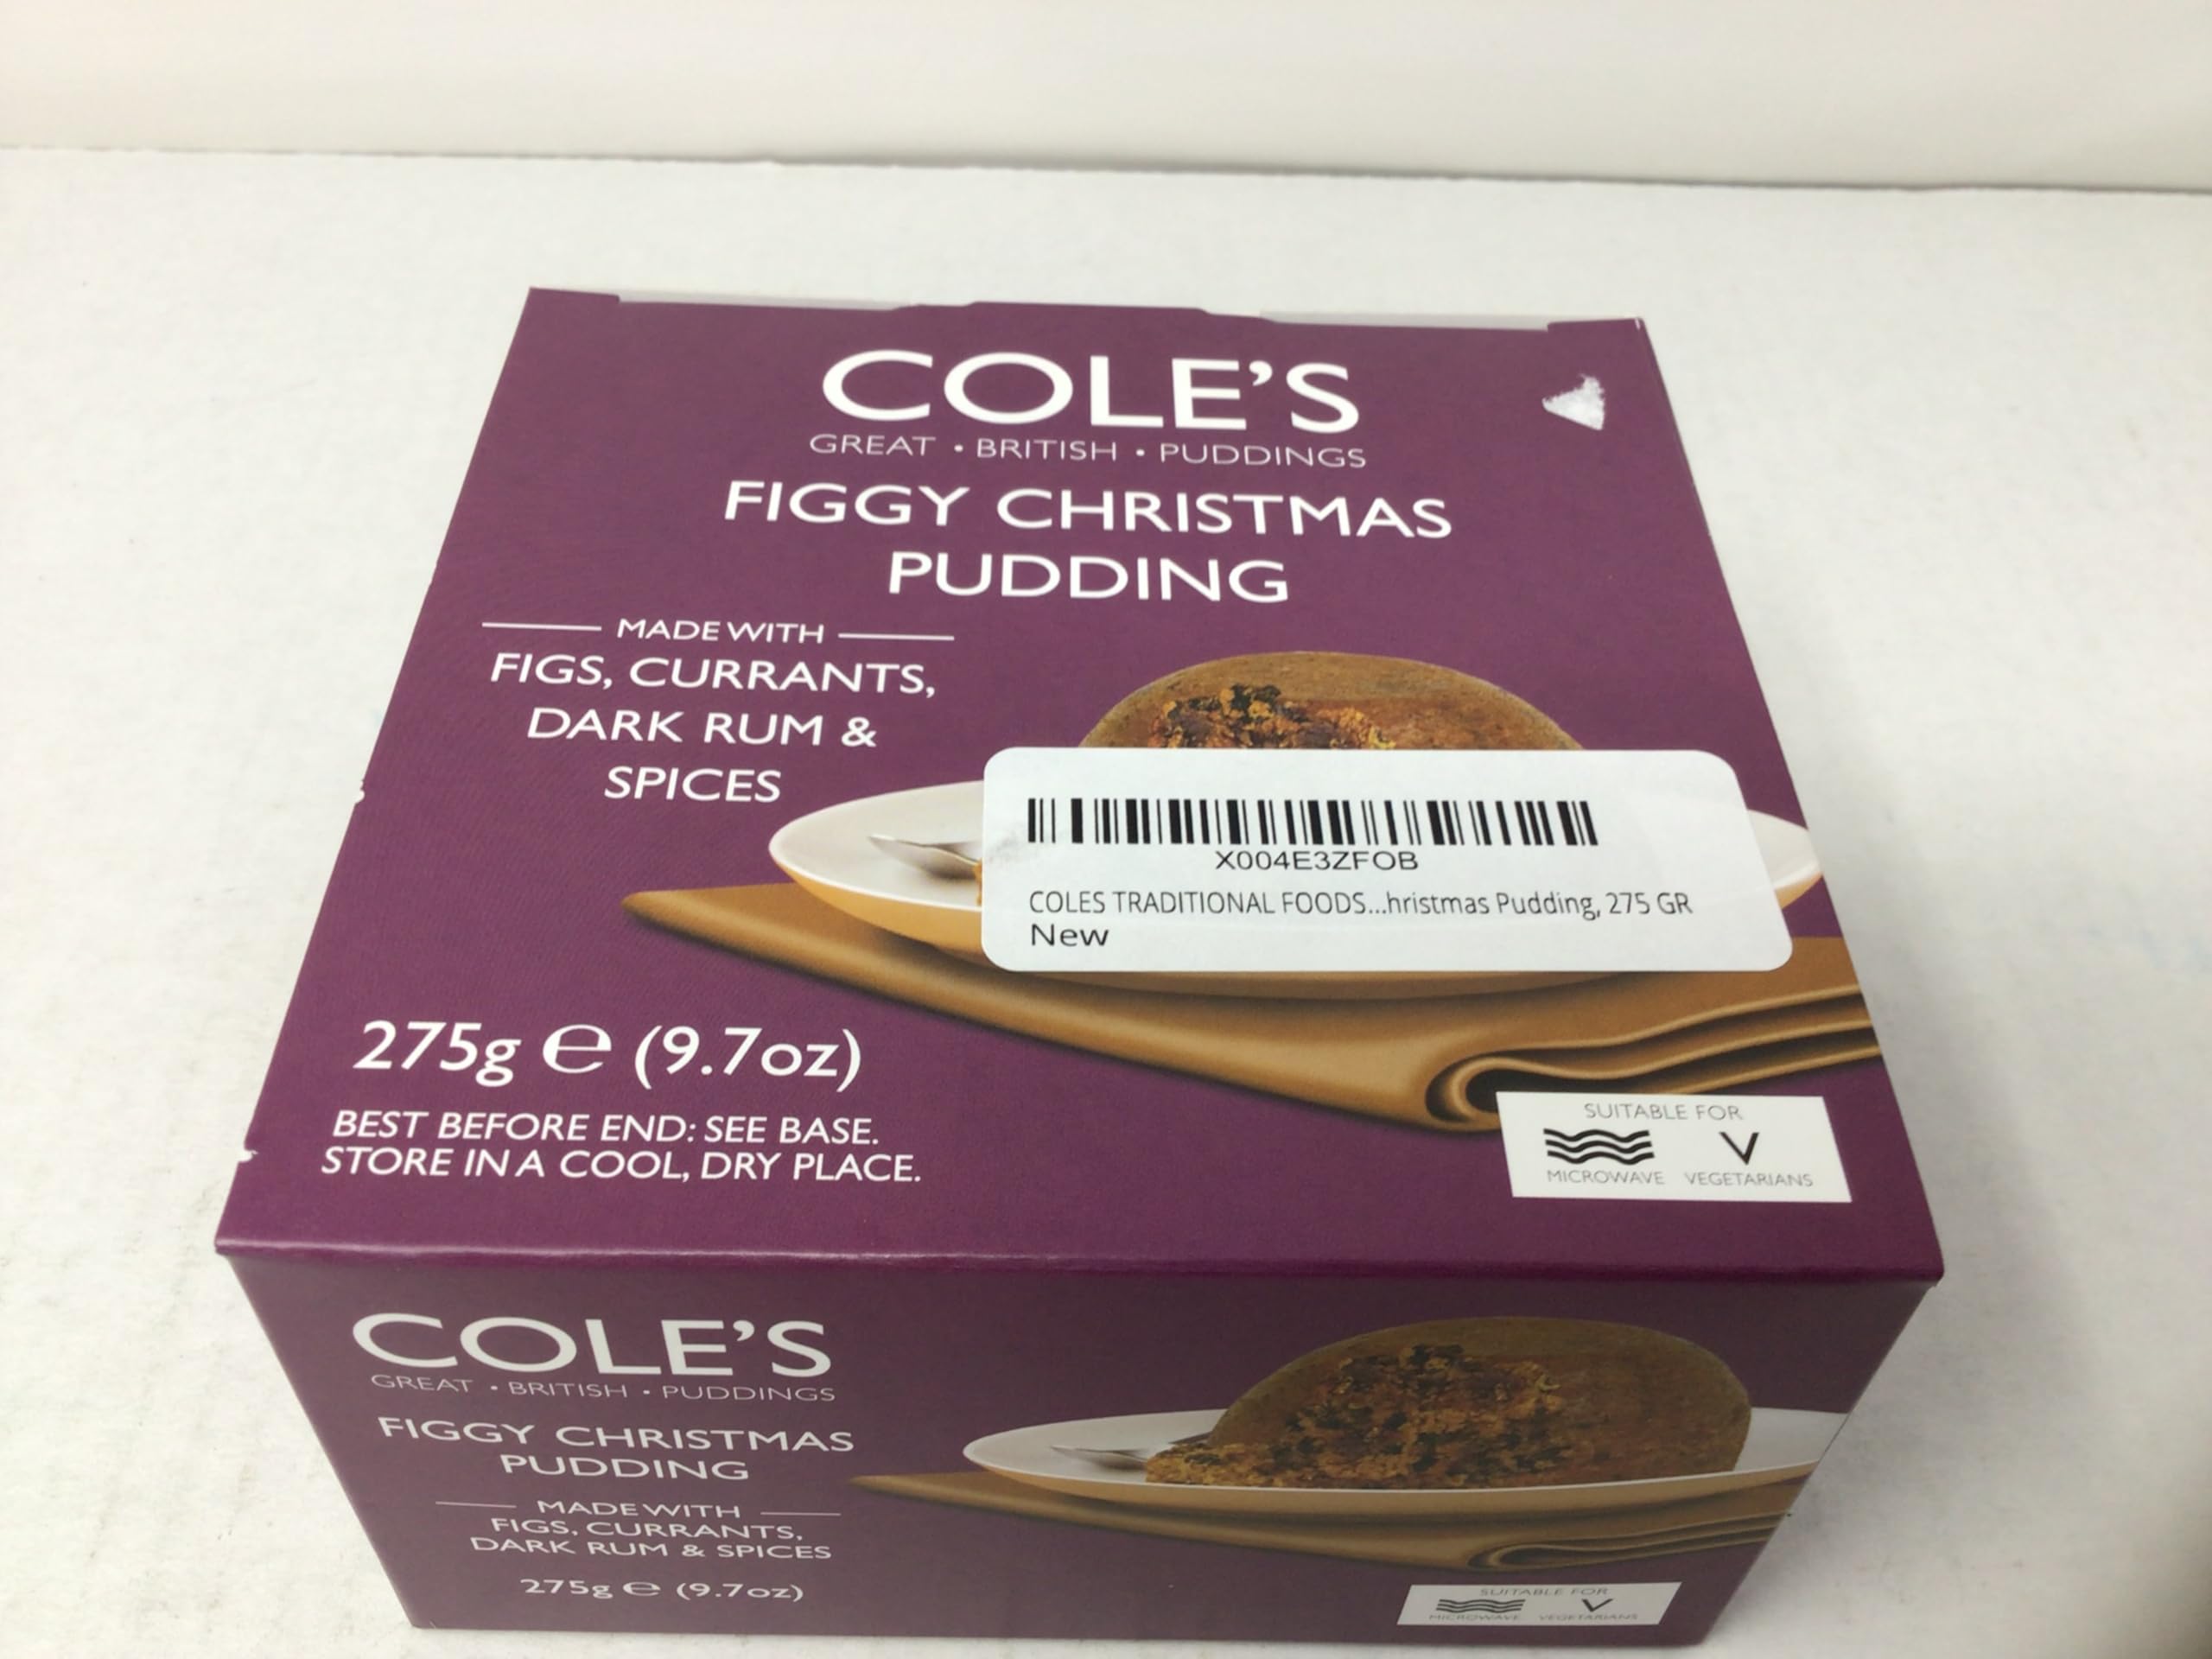 COLE'S
GREAT • BRITISH • PUDDINGS
FIGGY CHRISTMAS
PUDDING
MADE WITH
FIGS, CURRANTS,
DARK RUM &
SPICES
X004E3ZFOB
COLES TRADITIONAL FOODS...hristmas Pudding, 275 GR
New
275g ℮ (9.7oz)
BEST BEFORE END: SEE BASE.
STORE IN A COOL, DRY PLACE.
SUITABLE FOR
V
MICROWAVE VEGETARIANS
COLE'S
GREAT • BRITISH • PUDDINGS
FIGGY CHRISTMAS
PUDDING
MADE WITH
FIGS, CURRANTS,
DARK RUM & SPICES
275g ℮ (9.7oz)
SUITABLE FOR
V
MICROWAVE VEGETARIANS